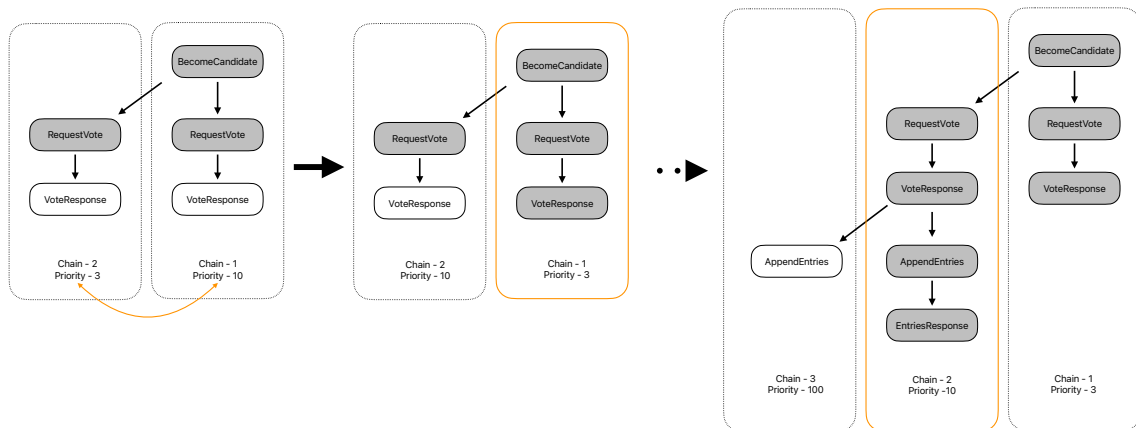 BecomeCandidate
RequestVote
RequestVote
VoteResponse
VoteResponse
Chain - 2
Priority - 3
Chain - 1
Priority - 10
BecomeCandidate
RequestVote
RequestVote
VoteResponse
VoteResponse
Chain - 2
Priority - 10
Chain - 1
Priority - 3
BecomeCandidate
RequestVote
RequestVote
VoteResponse
VoteResponse
AppendEntries
AppendEntries
EntriesResponse
Chain - 3
Priority - 100
Chain - 2
Priority -10
Chain - 1
Priority - 3